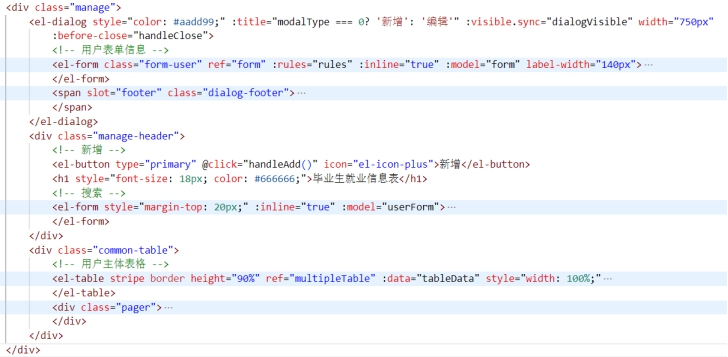 <div class="manage">
<el-dialog style="color: #aadd99;" :title="modalType === 0? '新增': '编辑'" :visible.sync="dialogVisible" width="750px"
:before-close="handleClose">
<!-- 用户表单信息 -->
<el-form class="form-user" ref="form" :rules="rules" :inline="true" :model="form" label-width="140px">…
</el-form>
<span slot="footer" class="dialog-footer">…
</span>
</el-dialog>
<div class="manage-header">
<!-- 新增 -->
<el-button type="primary" @click="handleAdd()" icon="el-icon-plus">新增</el-button>
<h1 style="font-size: 18px; color: #666666;">毕业生就业信息表</h1>
<!-- 搜索 -->
<el-form style="margin-top: 20px;" :inline="true" :model="userForm">…
</el-form>
</div>
<div class="common-table">
<!-- 用户主体表格 -->
<el-table stripe border height="90%" ref="multipleTable" :data="tableData" style="width: 100%;"…
</el-table>
<div class="pager">…
</div>
</div>
</div>